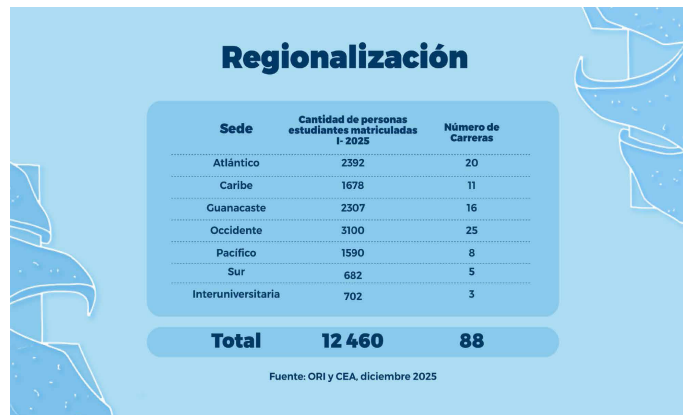 Regionalización
Sede
Cantidad de personas
estudiantes matriculadas
I- 2025
Número de
Carreras
Atlántico 2392 20
Caribe 1678 11
Guanacaste 2307 16
Occidente 3100 25
Pacífico 1590 8
Sur 682 5
Interuniversitaria 702 3
Total 12 460 88
Fuente: ORI y CEA, diciembre 2025